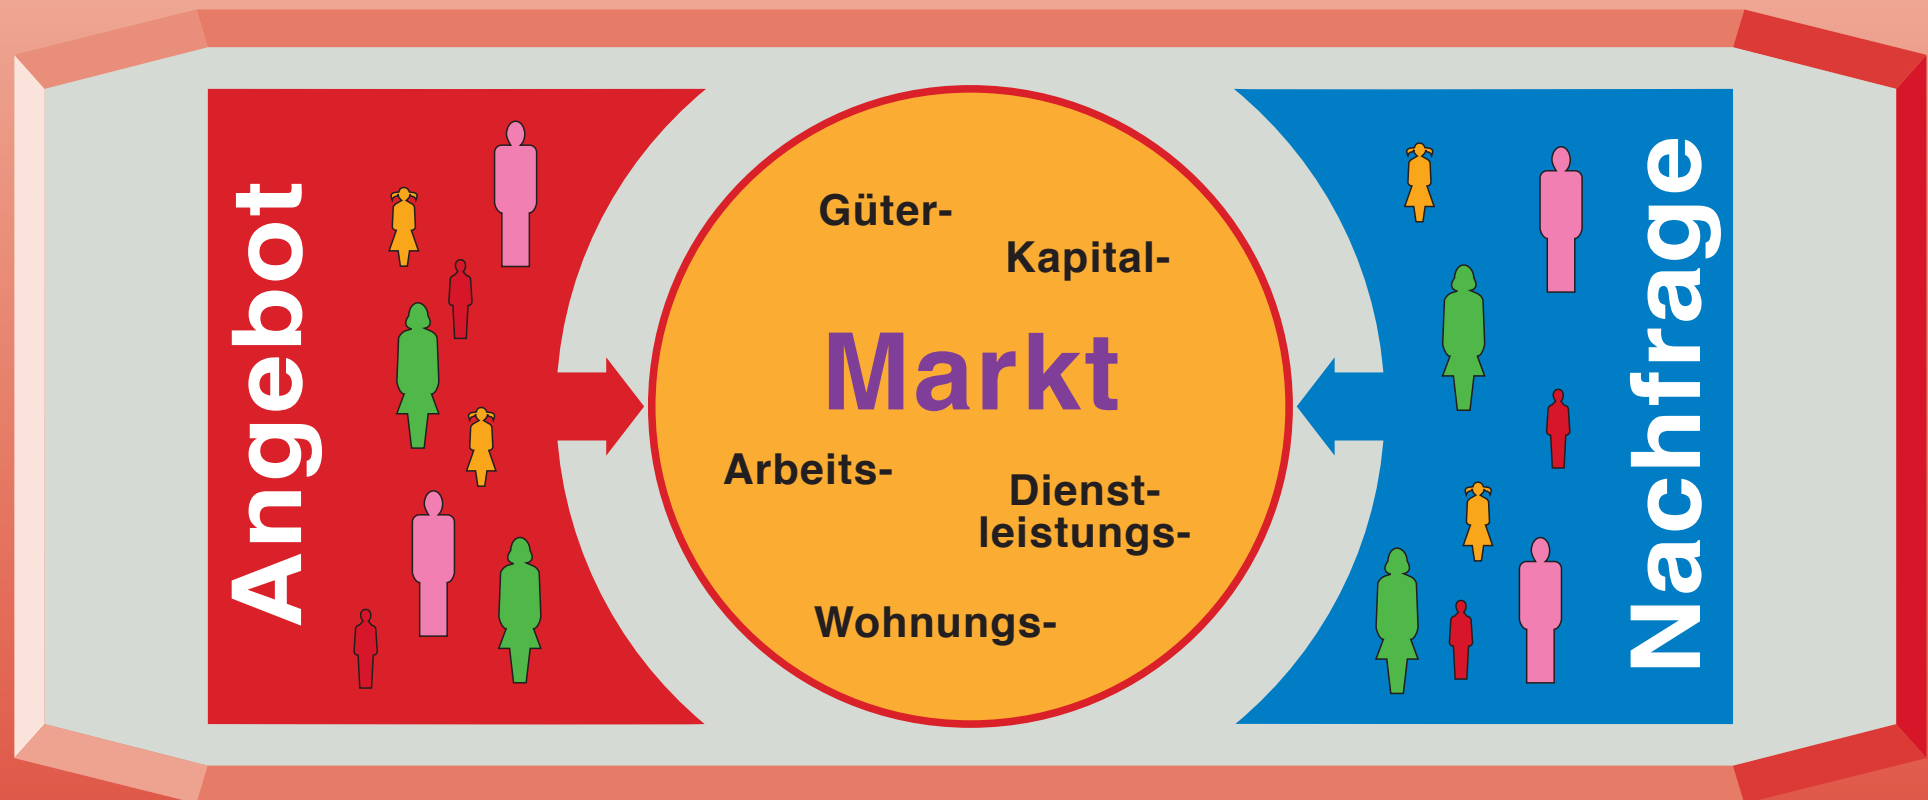 Angebot
Güter-
Kapital-
Markt
Arbeits-
Dienst-
leistungs-
Wohnungs-
Nachfrage